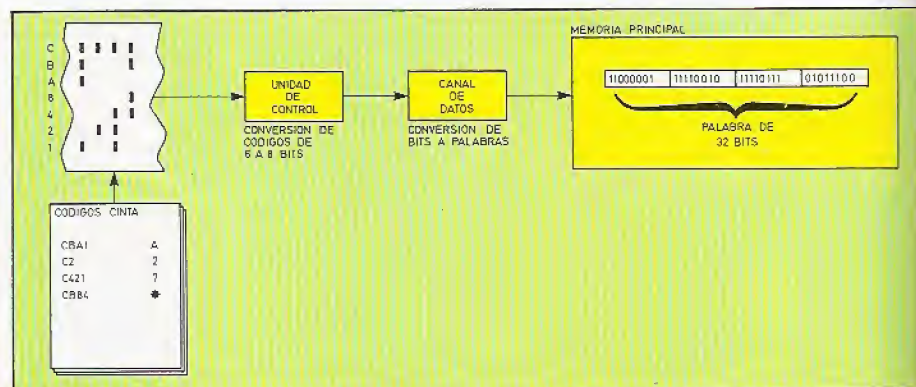 C
B
A
8
4
2
1
UNIDAD
DE
CONTROL
CONVERSION DE
CODIGOS DE
6 A 8 BITS
CANAL
DE
DATOS
CONVERSION DE
BITS A PALABRAS
MEMORIA PRINCIPAL
11000001 11110010 11110111 01011100
PALABRA DE
32 BITS
CODIGOS CINTA
CBA1 A
C2 2
C421 7
CB84 *